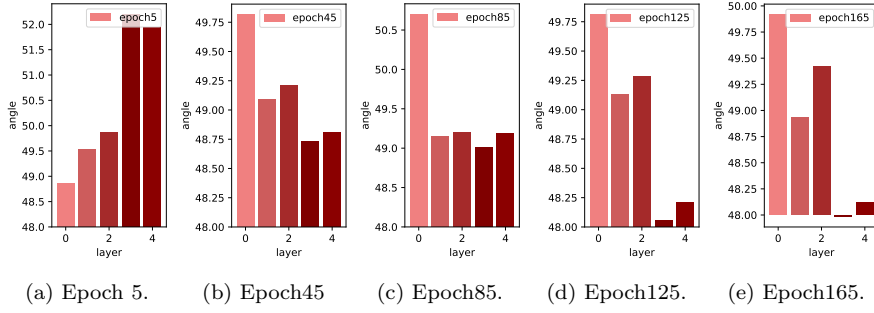 epoch5
52.0
51.5
51.0
50.5
50.0
49.5
49.0
48.5
48.0
angle
0 2 4
layer
(a) Epoch 5.
epoch45
49.75
49.50
49.25
49.00
48.75
48.50
48.25
48.00
angle
0 2 4
layer
(b) Epoch45
epoch85
50.5
50.0
49.5
49.0
48.5
48.0
angle
0 2 4
layer
(c) Epoch85.
epoch125
49.75
49.50
49.25
49.00
48.75
48.50
48.25
48.00
angle
0 2 4
layer
(d) Epoch125.
epoch165
50.00
49.75
49.50
49.25
49.00
48.75
48.50
48.25
48.00
angle
0 2 4
layer
(e) Epoch165.